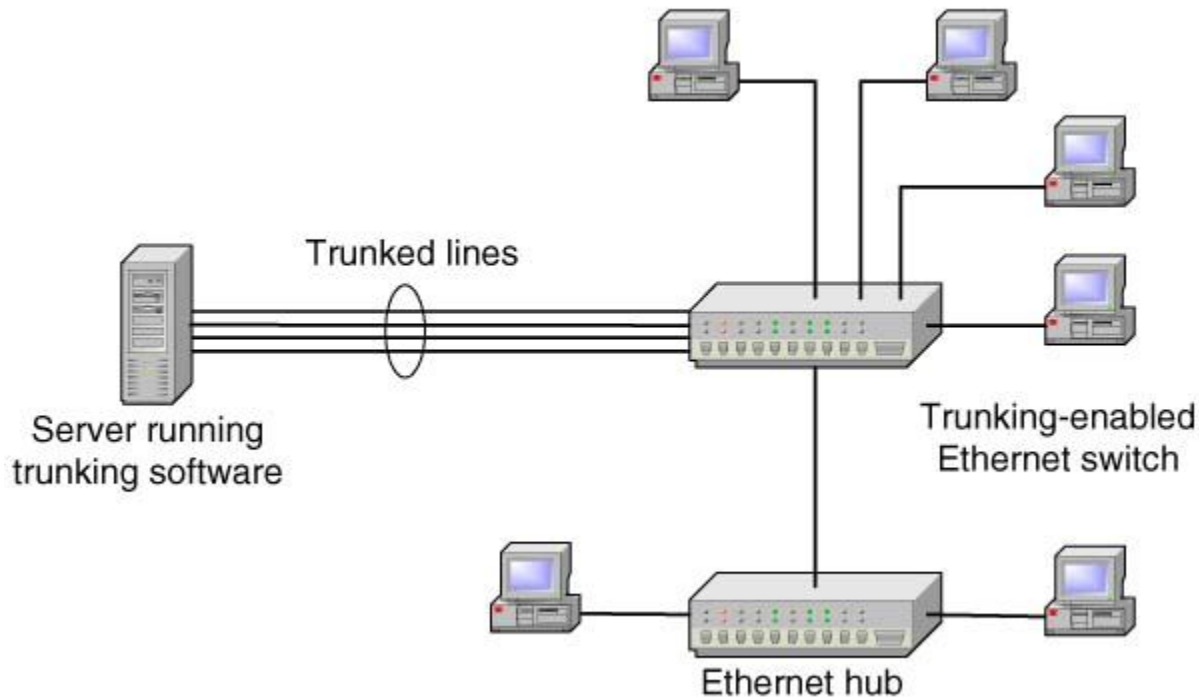 Trunked lines
Server running
trunking software
Trunking-enabled
Ethernet switch
Ethernet hub